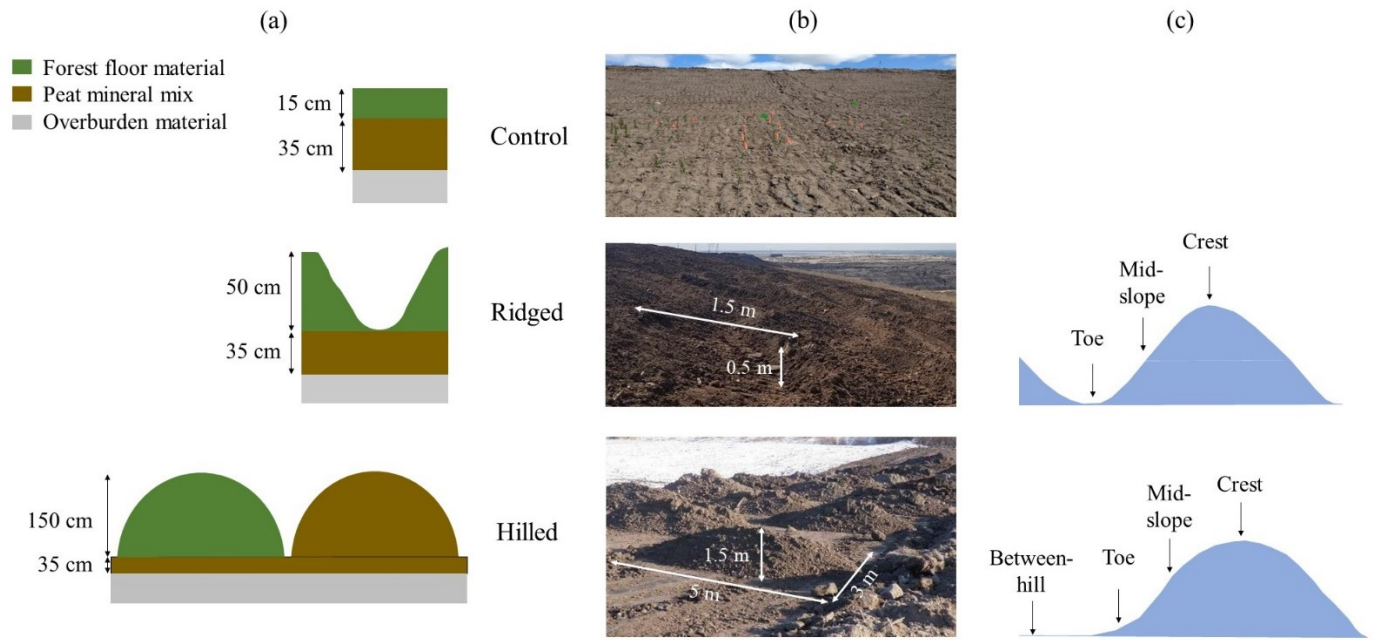 (a)
(b)
(c)
Forest floor material
Peat mineral mix
Overburden material
15 cm
35 cm
Control
50 cm
35 cm
Ridged
1.5 m
0.5 m
Crest
Mid-
slope
Toe
150 cm
35 cm
Hilled
1.5 m
5 m
3 m
Crest
Mid-
slope
Between-
hill
Toe